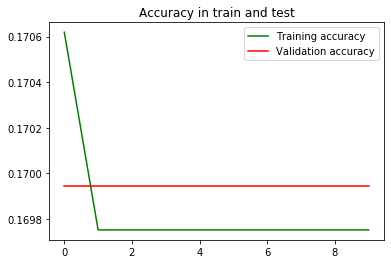 Accuracy in train and test
Training accuracy
Validation accuracy
0.1706
0.1704
0.1702
0.1700
0.1698
0 2 4 6 8